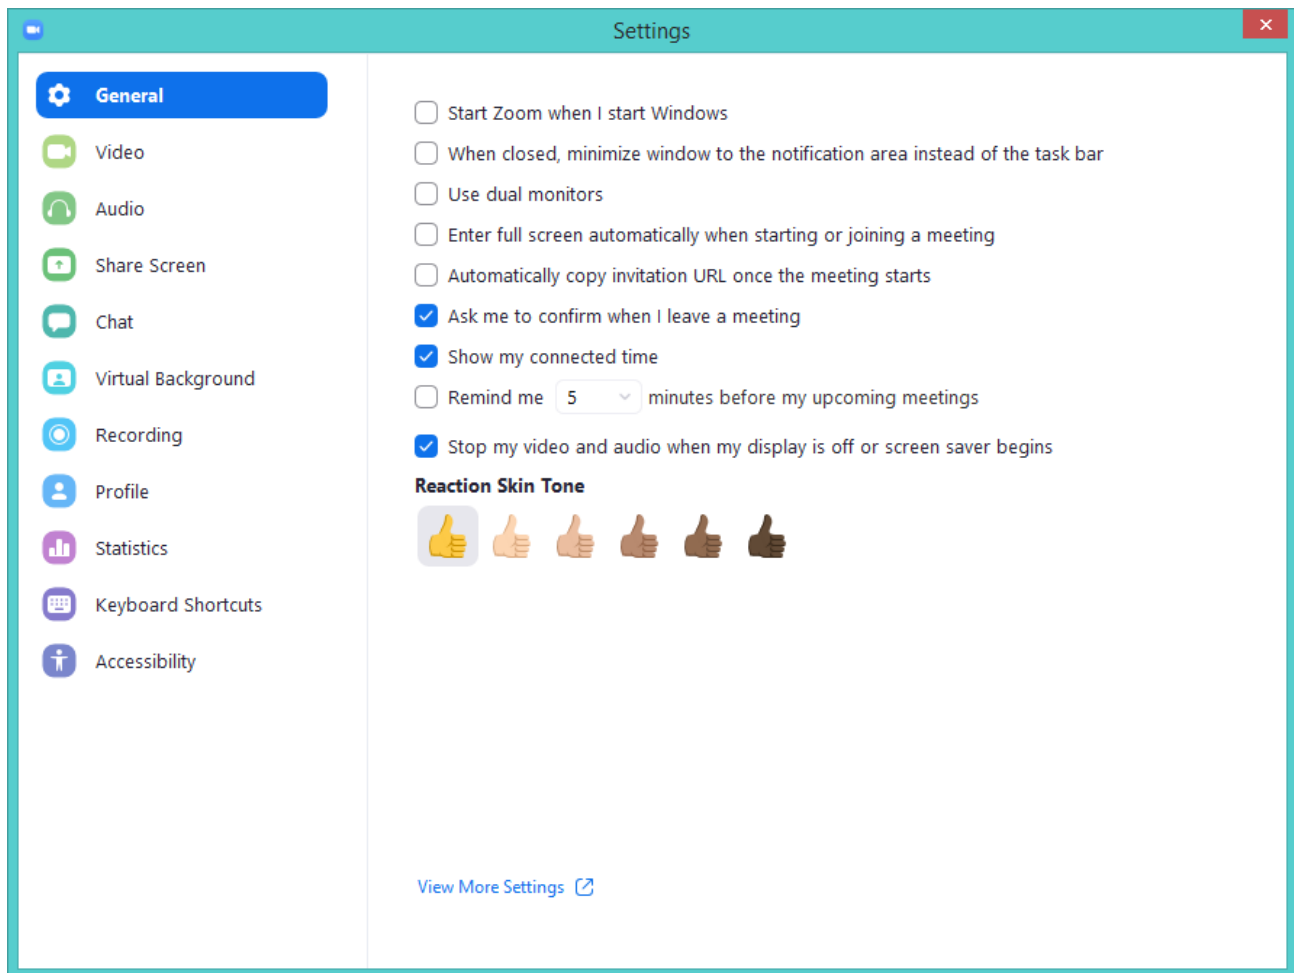 Settings
General
Video
Audio
Share Screen
Chat
Virtual Background
Recording
Profile
Statistics
Keyboard Shortcuts
Accessibility
Start Zoom when I start Windows
When closed, minimize window to the notification area instead of the task bar
Use dual monitors
Enter full screen automatically when starting or joining a meeting
Automatically copy invitation URL once the meeting starts
Ask me to confirm when I leave a meeting
Show my connected time
Remind me 5 minutes before my upcoming meetings
Stop my video and audio when my display is off or screen saver begins
Reaction Skin Tone
View More Settings